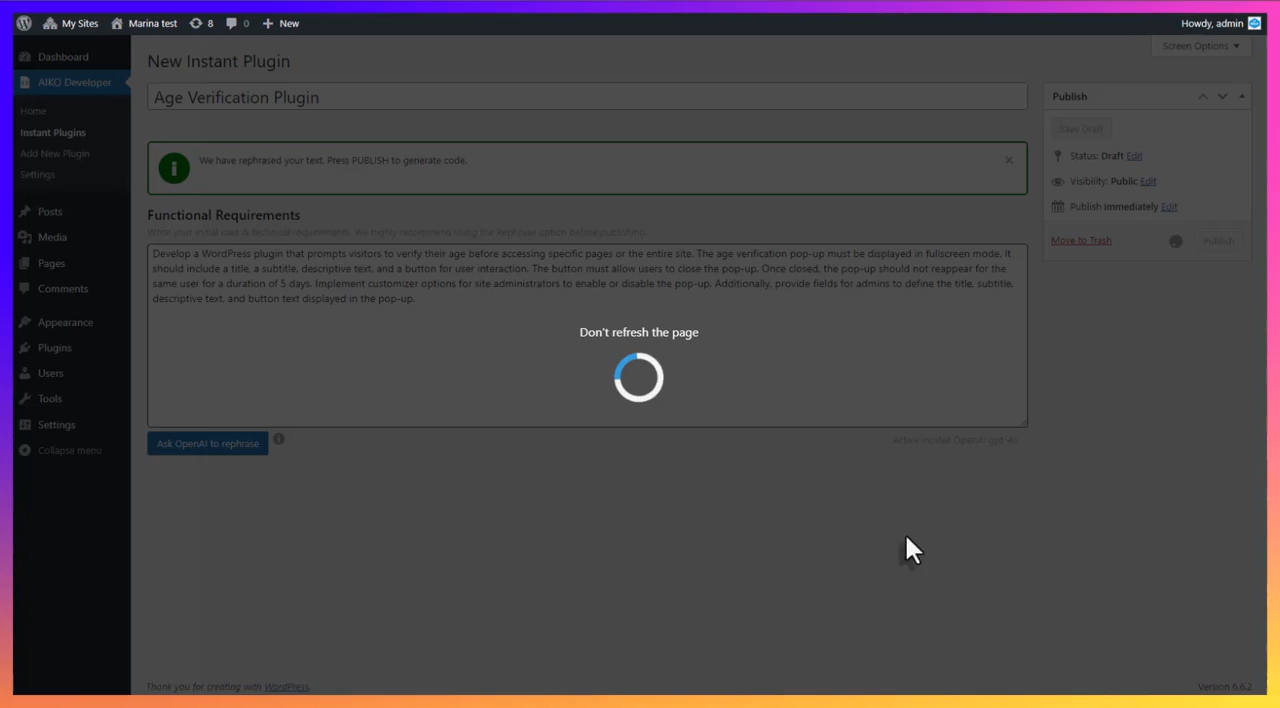 My Sites
Marina test
8
0
New
Howdy, admin
Dashboard
AIKO Developer
Home
Instant Plugins
Add New Plugin
Settings
Posts
Media
Pages
Comments
Appearance
Plugins
Users
Tools
Settings
Collapse menu
Screen Options
New Instant Plugin
Age Verification Plugin
We have rephrased your text. Press PUBLISH to generate code.
Functional Requirements
Write your initial user & technical requirements. We highly recommend using the Rephrase option before publishing.
Develop a WordPress plugin that prompts visitors to verify their age before accessing specific pages or the entire site. The age verification pop-up must be displayed in fullscreen mode. It
should include a title, a subtitle, descriptive text, and a button for user interaction. The button must allow users to close the pop-up. Once closed, the pop-up should not reappear for the
same user for a duration of 5 days. Implement customizer options for site administrators to enable or disable the pop-up. Additionally, provide fields for admins to define the title, subtitle,
descriptive text, and button text displayed in the pop-up.
Don't refresh the page
Ask OpenAI to rephrase
Active model: OpenAI gpt-4o
Publish
Save Draft
Status: Draft Edit
Visibility: Public Edit
Publish immediately Edit
Move to Trash
Publish
Thank you for creating with WordPress.
Version 6.6.2